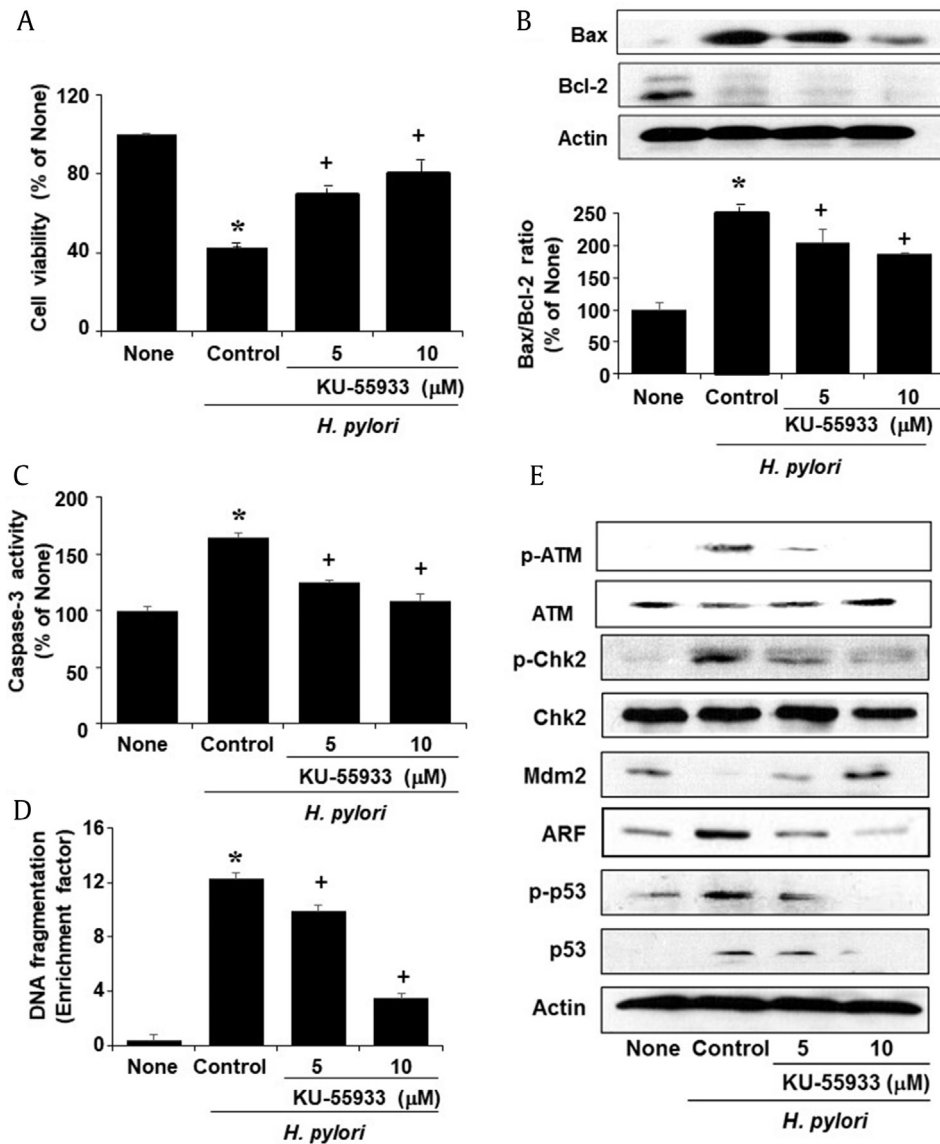 A
Cell viability (% of None)
120
80
40
0
None Control 5 10
KU-55933 (μM)
H. pylori
B
Bax
Bcl-2
Actin
Bax/Bcl-2 ratio
(% of None)
*
+
+
250
200
150
100
50
0
None Control 5 10
KU-55933 (μM)
H. pylori
*
+
+
C
Caspase-3 activity
(% of None)
200
150
100
50
0
*
+
+
None Control 5 10
KU-55933 (μM)
H. pylori
D
DNA fragmentation
(Enrichment factor)
16
12
8
4
0
*
+
+
None Control 5 10
KU-55933 (μM)
H. pylori
E
p-ATM
ATM
p-Chk2
Chk2
Mdm2
ARF
p-p53
p53
Actin
None Control 5 10
KU-55933 (μM)
H. pylori